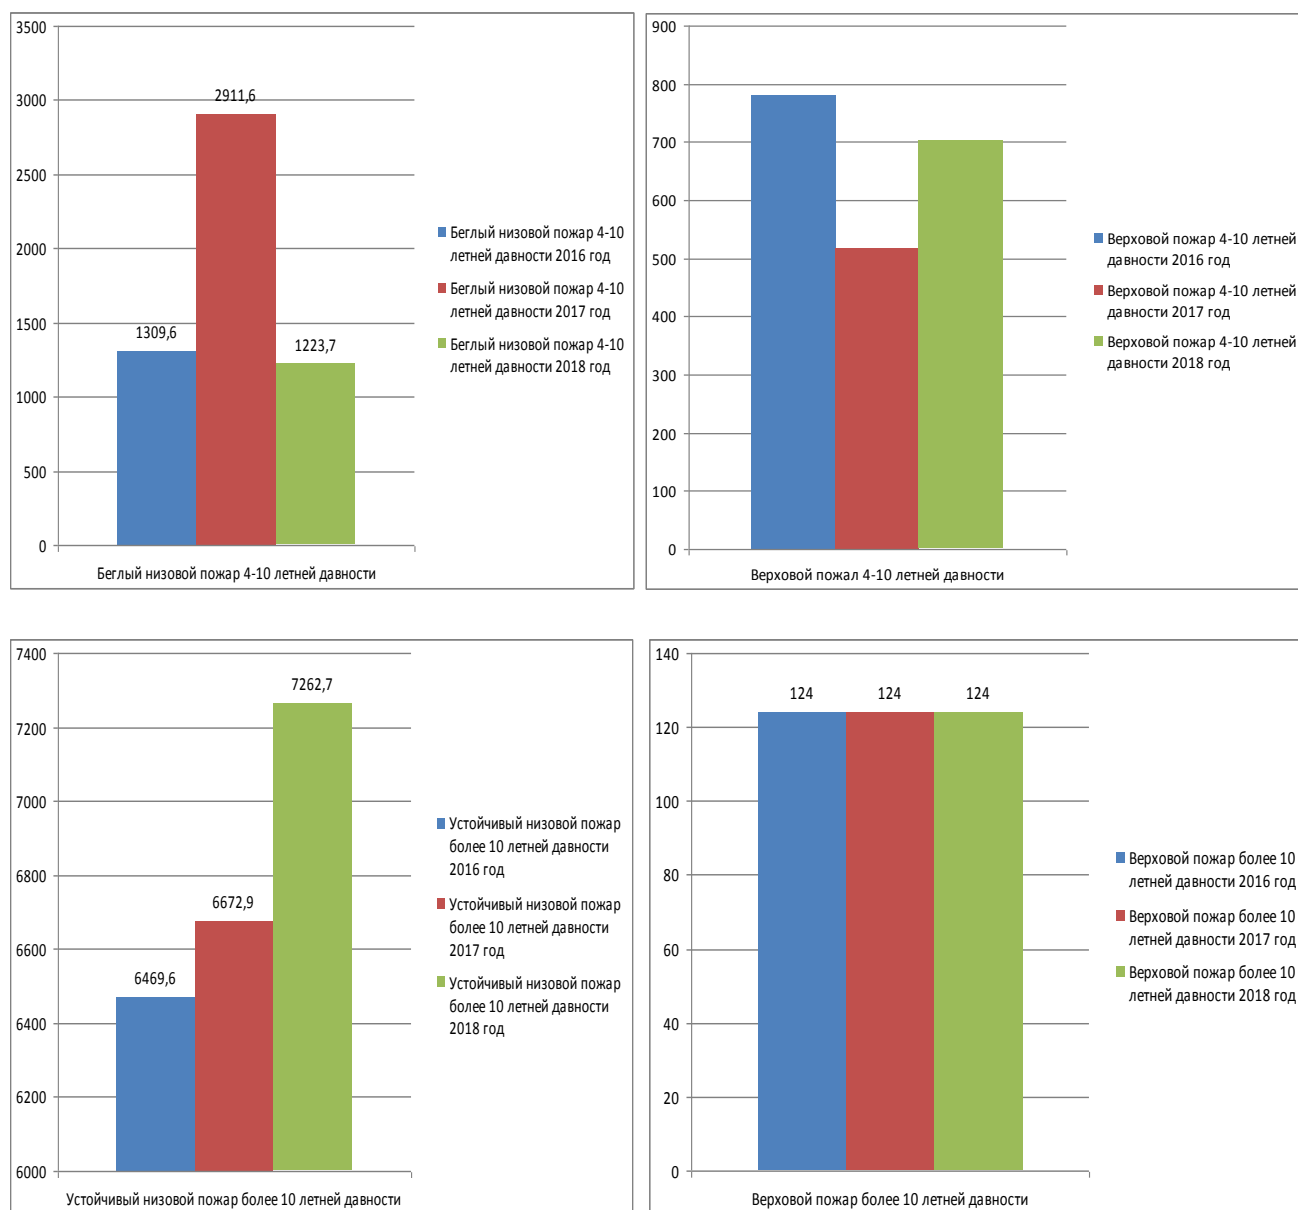 3500
3000
2500
2000
1500
1000
500
0
2911,6
1309,6
1223,7
Беглый низовой пожар 4-10 летней давности
Беглый низовой пожар 4-10
летней давности 2016 год
Беглый низовой пожар 4-10
летней давности 2017 год
Беглый низовой пожар 4-10
летней давности 2018 год
900
800
700
600
500
400
300
200
100
0
Верховой пожал 4-10 летней давности
Верховой пожар 4-10 летней
давности 2016 год
Верховой пожар 4-10 летней
давности 2017 год
Верховой пожар 4-10 летней
давности 2018 год
7400
7200
7000
6800
6600
6400
6200
6000
7262,7
6672,9
6469,6
Устойчивый низовой пожар более 10 летней давности
Устойчивый низовой пожар
более 10 летней давности
2016 год
Устойчивый низовой пожар
более 10 летней давности
2017 год
Устойчивый низовой пожар
более 10 летней давности
2018 год
140
120
100
80
60
40
20
0
124 124 124
Верховой пожар более 10 летней давности
Верховой пожар более 10
летней давности 2016 год
Верховой пожар более 10
летней давности 2017 год
Верховой пожар более 10
летней давности 2018 год